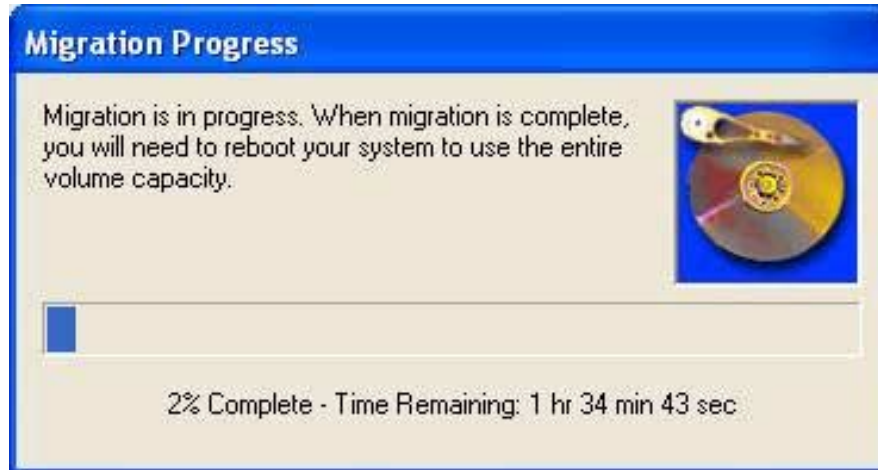 Migration Progress
Migration is in progress. When migration is complete,
you will need to reboot your system to use the entire
volume capacity.
2% Complete - Time Remaining: 1 hr 34 min 43 sec